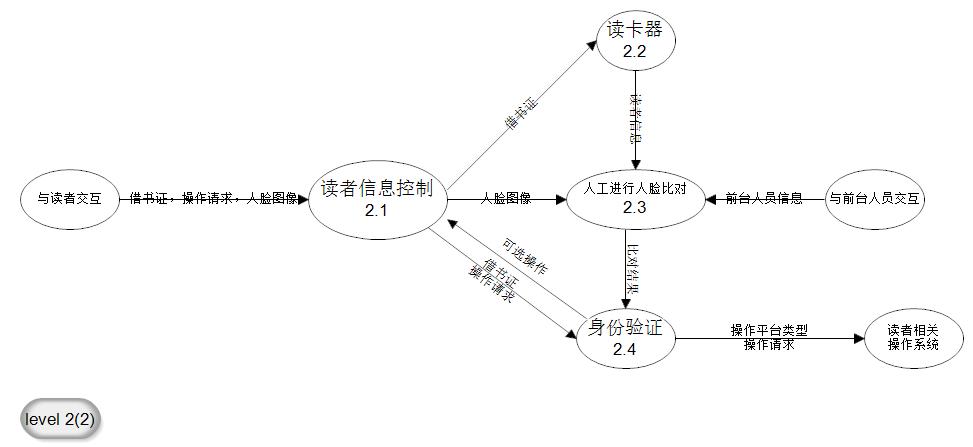 读卡器
2.2
借书证
读者信息
与读者交互
借书证，操作请求，人脸图像
读者信息控制
2.1
人脸图像
人工进行人脸比对
2.3
前台人员信息
与前台人员交互
可选操作
借书证
操作请求
比对结果
身份验证
2.4
操作平台类型
操作请求
读者相关
操作系统
level 2(2)